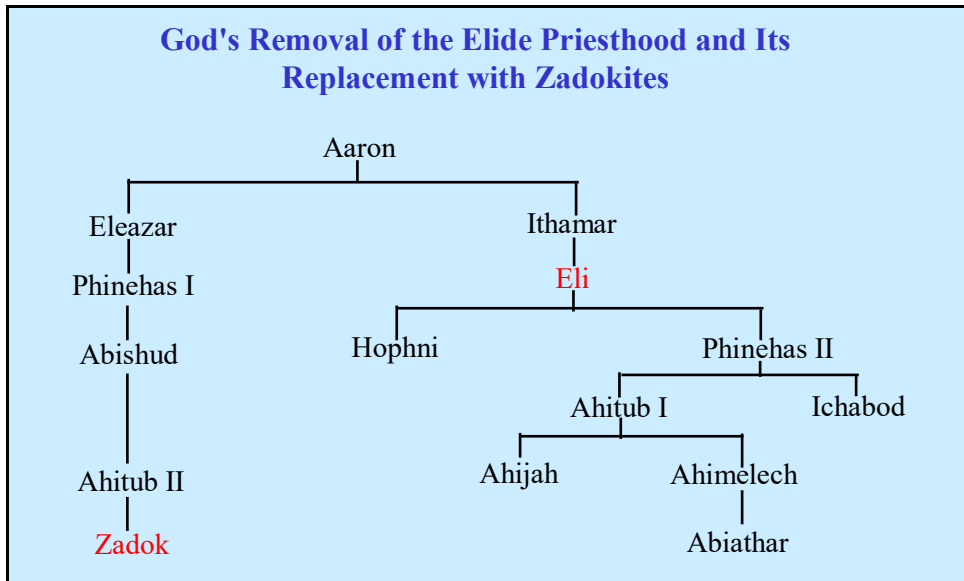 God's Removal of the Elide Priesthood and Its
Replacement with Zadokites
Aaron
Eleazar
Ithamar
Phinehas I
Eli
Abishud
Hophni
Phinehas II
Ahitub I
Ichabod
Ahitub II
Ahijah
Ahimelech
Zadok
Abiathar